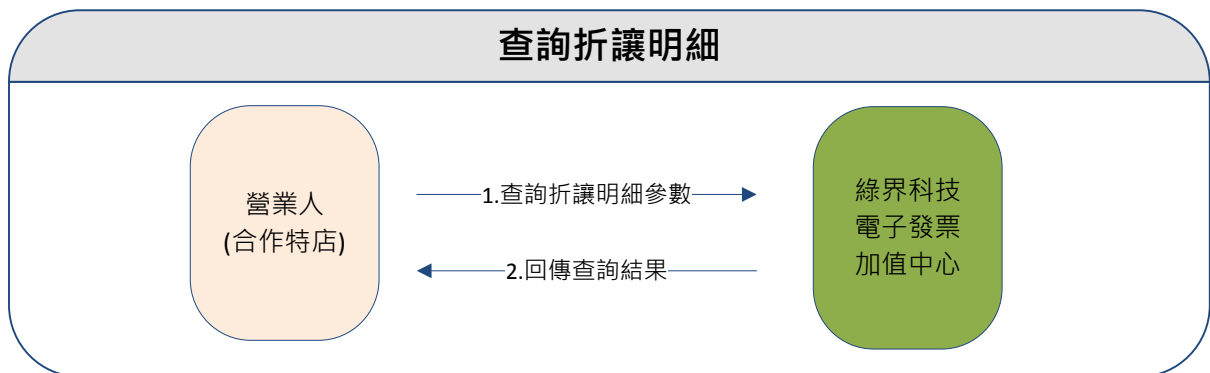 查詢折讓明細
營業人
(合作特店)
1.查詢折讓明細參數
2.回傳查詢結果
綠界科技
電子發票
加值中心